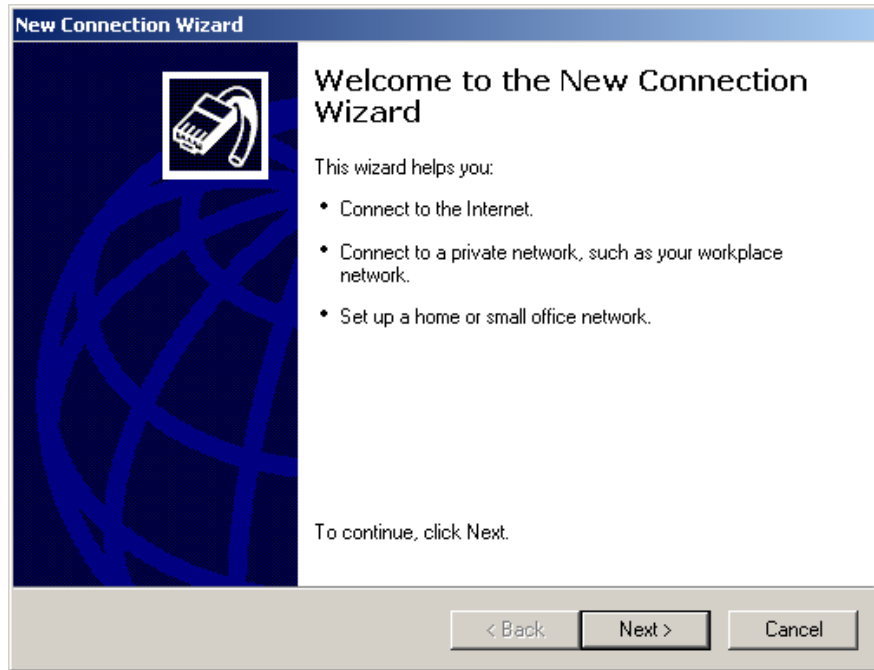 New Connection Wizard
Welcome to the New Connection
Wizard
This wizard helps you:
• Connect to the Internet.
• Connect to a private network, such as your workplace
network.
• Set up a home or small office network.
To continue, click Next.
< Back Next > Cancel